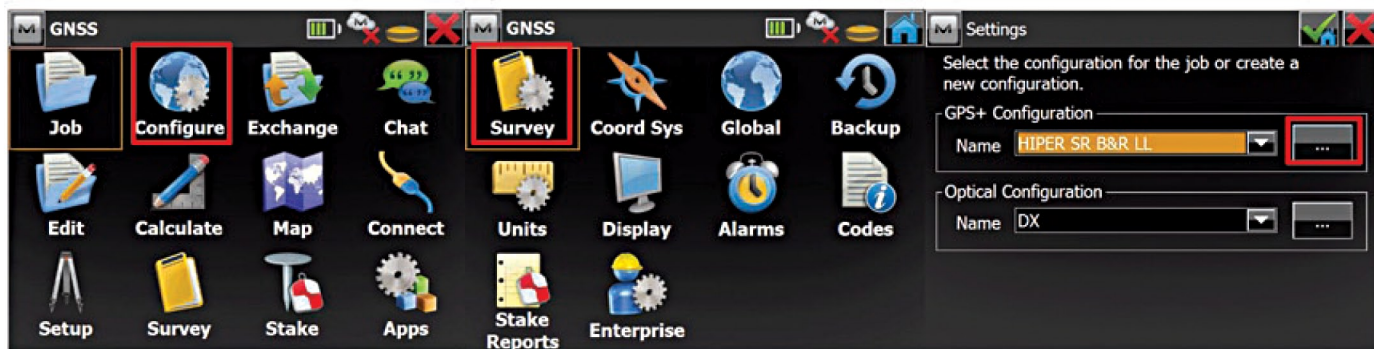 GNSS
Job
Configure
Exchange
Chat
Edit
Calculate
Map
Connect
Setup
Survey
Stake
Apps
GNSS
Survey
Coord Sys
Global
Backup
Units
Display
Alarms
Codes
Stake
Reports
Enterprise
Settings
Select the configuration for the job or create a
new configuration.
GPS+ Configuration
Name HIPER SR B&R LL ...
Optical Configuration
Name DX ...